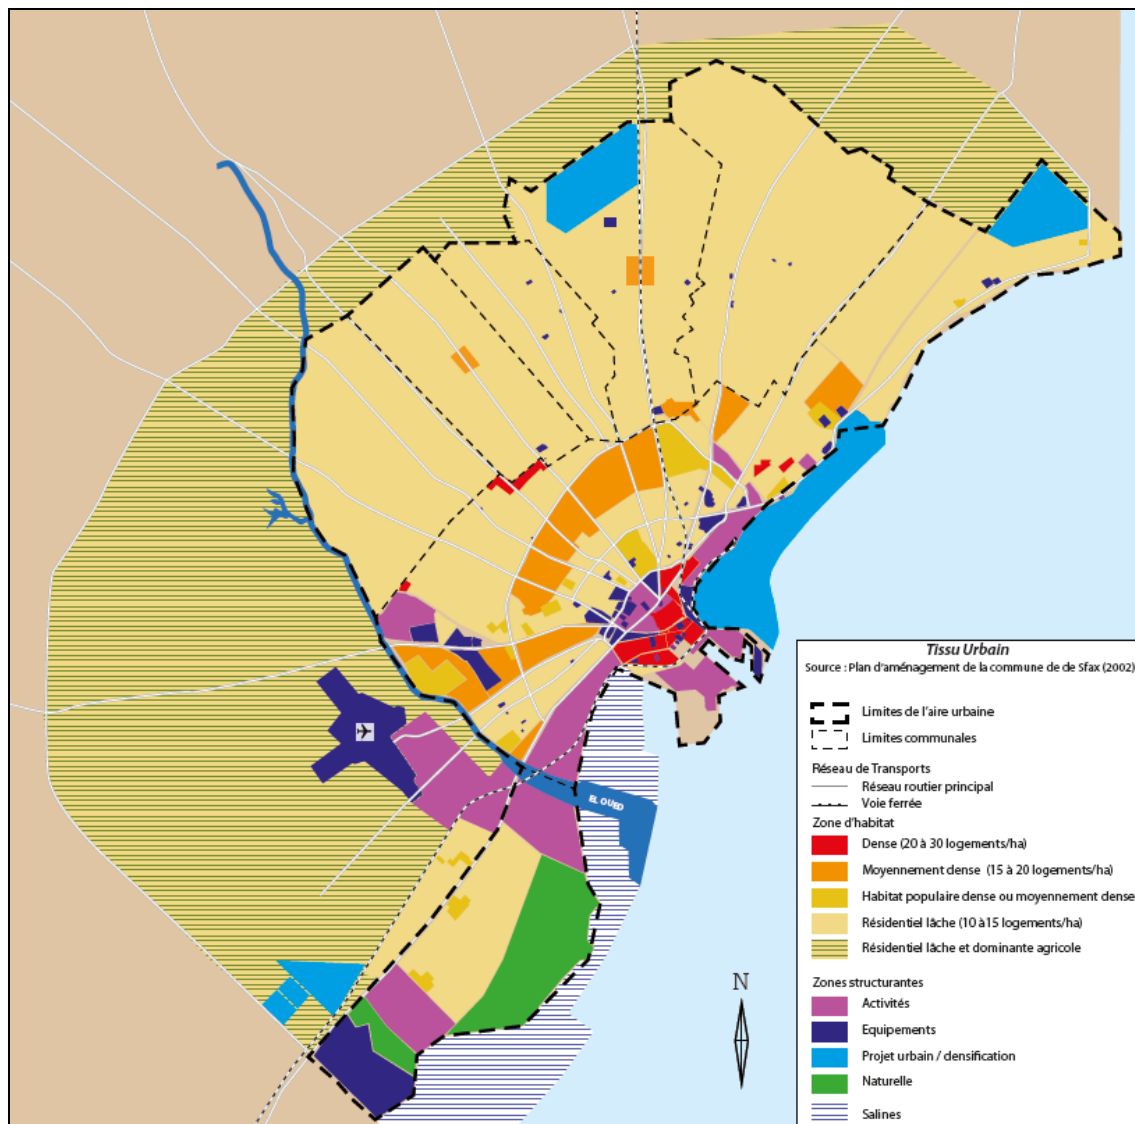 EL OUED
N
Tissu Urbain
Source : Plan d'aménagement de la commune de de Sfax (2002)
Limites de l'aire urbaine
Limites communales
Réseau de Transports
Réseau routier principal
Voie ferrée
Zone d'habitat
Dense (20 à 30 logements/ha)
Moyennement dense (15 à 20 logements/ha)
Habitat populaire dense ou moyennement dense
Résidentiel lâche (10 à15 logements/ha)
Résidentiel lâche et dominante agricole
Zones structurantes
Activités
Equipements
Projet urbain / densification
Naturelle
Salines